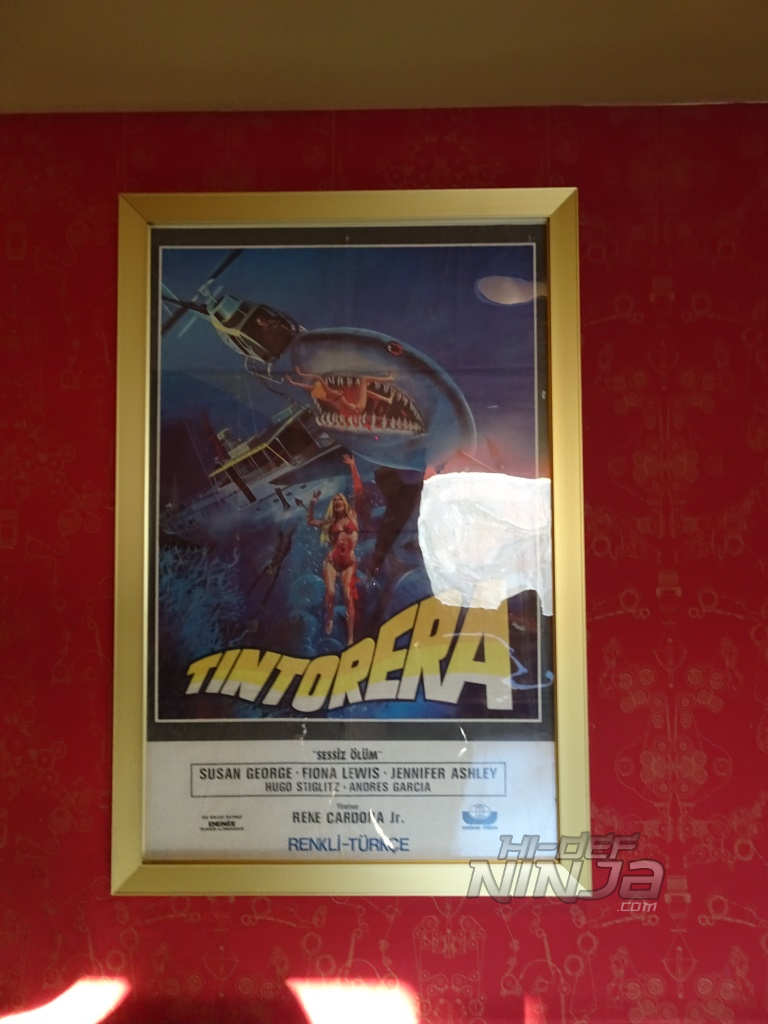 TINTORERA
"SESSİZ ÖLÜM"
SUSAN GEORGE · FIONA LEWIS · JENNIFER ASHLEY
HUGO STIGLITZ · ANDRES GARCIA
Yönetmen
RENE CARDONA Jr.
RENKLİ-TÜRKÇE
HI-DEF
NINJA
.COM